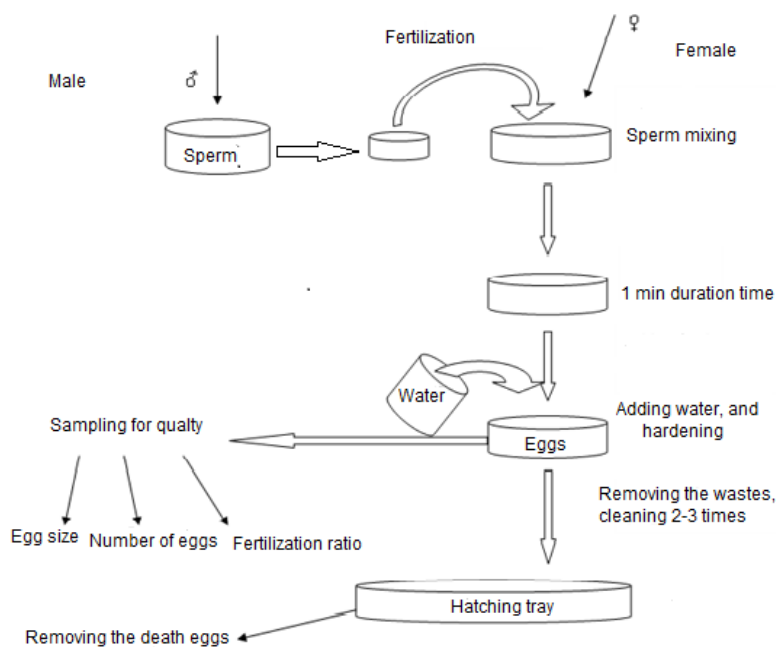 Fertilization
♀
Female
Male
♂
Sperm
Sperm mixing
1 min duration time
Water
Adding water, and
hardening
Eggs
Sampling for qualty
Egg size
Number of eggs
Fertilization ratio
Removing the wastes,
cleaning 2-3 times
Hatching tray
Removing the death eggs